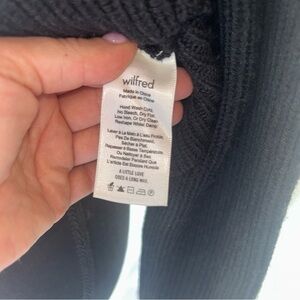 wilfred
Made in China
Fabriqué en Chine
Hand Wash Cold,
No Bleach, Dry Flat,
Low Iron, Or Dry Clean
Reshape Whilst Damp.
Laver à La Main à L'eau Froide,
Pas De Blanchiment,
Sécher à Plat,
Repasser à Basse Température
Ou Nettoyer à Sec
Remodeler Pendant Que
L'article Est Encore Humide
A LITTLE LOVE
GOES A LONG WAY.